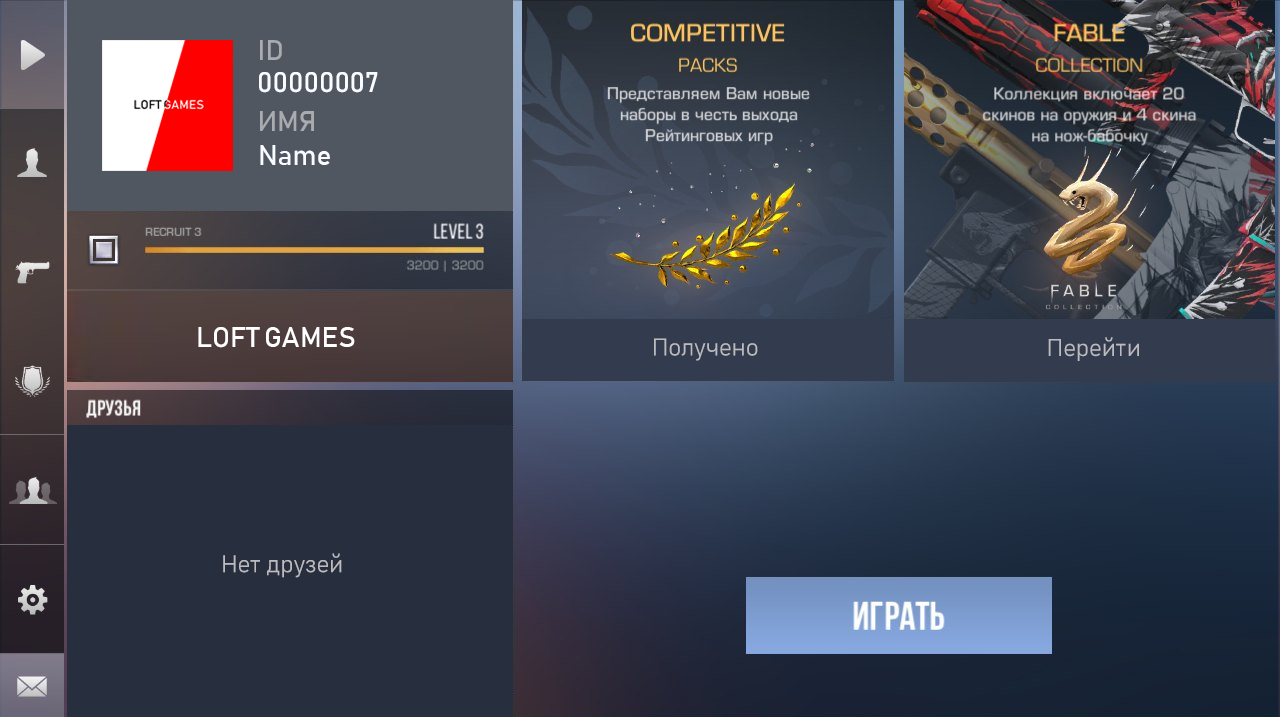 LOFT GAMES
ID
00000007
ИМЯ
Name
RECRUIT 3
LEVEL 3
3200 | 3200
LOFT GAMES
ДРУЗЬЯ
Нет друзей
COMPETITIVE
PACKS
Представляем Вам новые
наборы в честь выхода
Рейтинговых игр
Получено
FABLE
COLLECTION
Коллекция включает 20
скинов на оружия и 4 скина
на нож-бабочку
FABLE
COLLECTION
Перейти
ИГРАТЬ